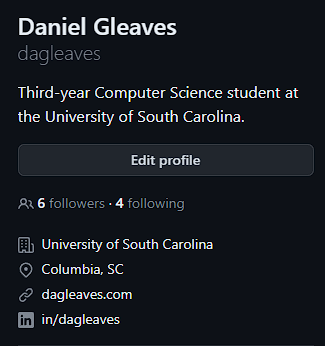 Daniel Gleaves
dagleaves
Third-year Computer Science student at
the University of South Carolina.
Edit profile
6 followers · 4 following
University of South Carolina
Columbia, SC
dagleaves.com
in/dagleaves